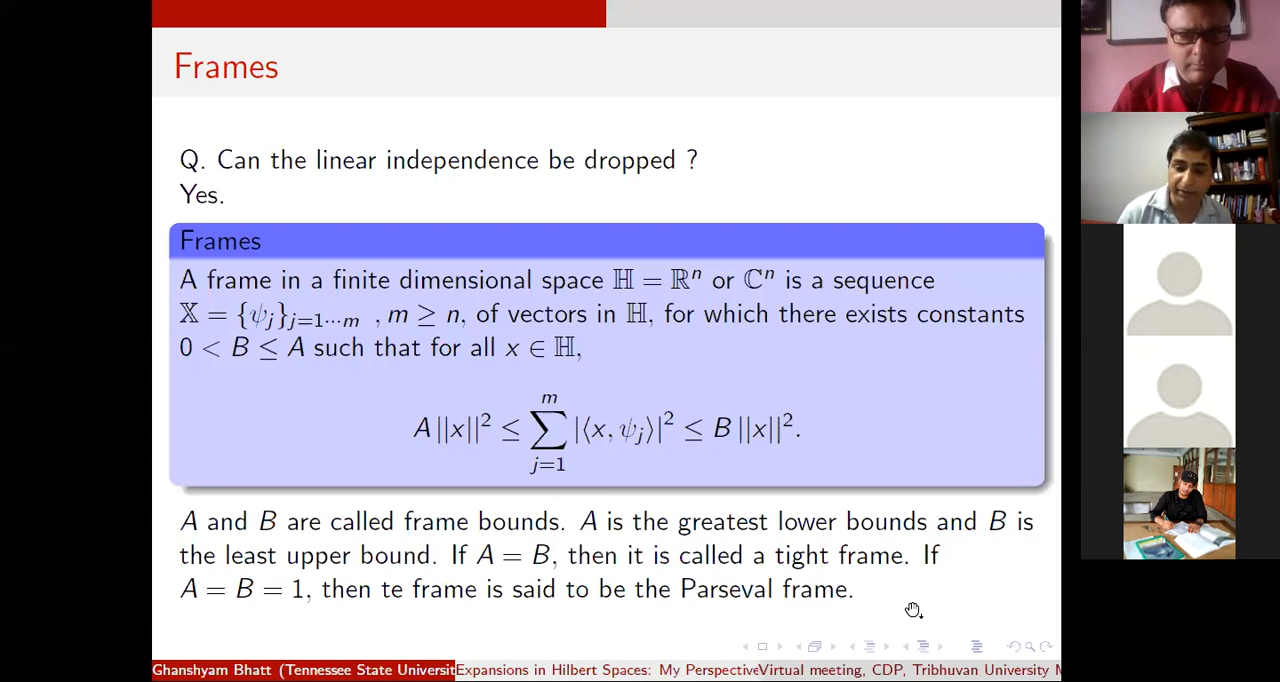 Frames
Q. Can the linear independence be dropped ?
Yes.
Frames
A frame in a finite dimensional space ℍ = ℝⁿ or ℂⁿ is a sequence
𝕏 = {ψⱼ}ⱼ₌₁...ₘ , m ≥ n, of vectors in ℍ, for which there exists constants
0 < B ≤ A such that for all x ∈ ℍ,
A||x||² ≤ ∑ⱼ₌₁ᵐ |⟨x, ψⱼ⟩|² ≤ B||x||².
A and B are called frame bounds. A is the greatest lower bounds and B is
the least upper bound. If A = B, then it is called a tight frame. If
A = B = 1, then te frame is said to be the Parseval frame.
Ghanshyam Bhatt (Tennessee State Universit Expansions in Hilbert Spaces: My Perspective Virtual meeting, CDP, Tribhuvan University M